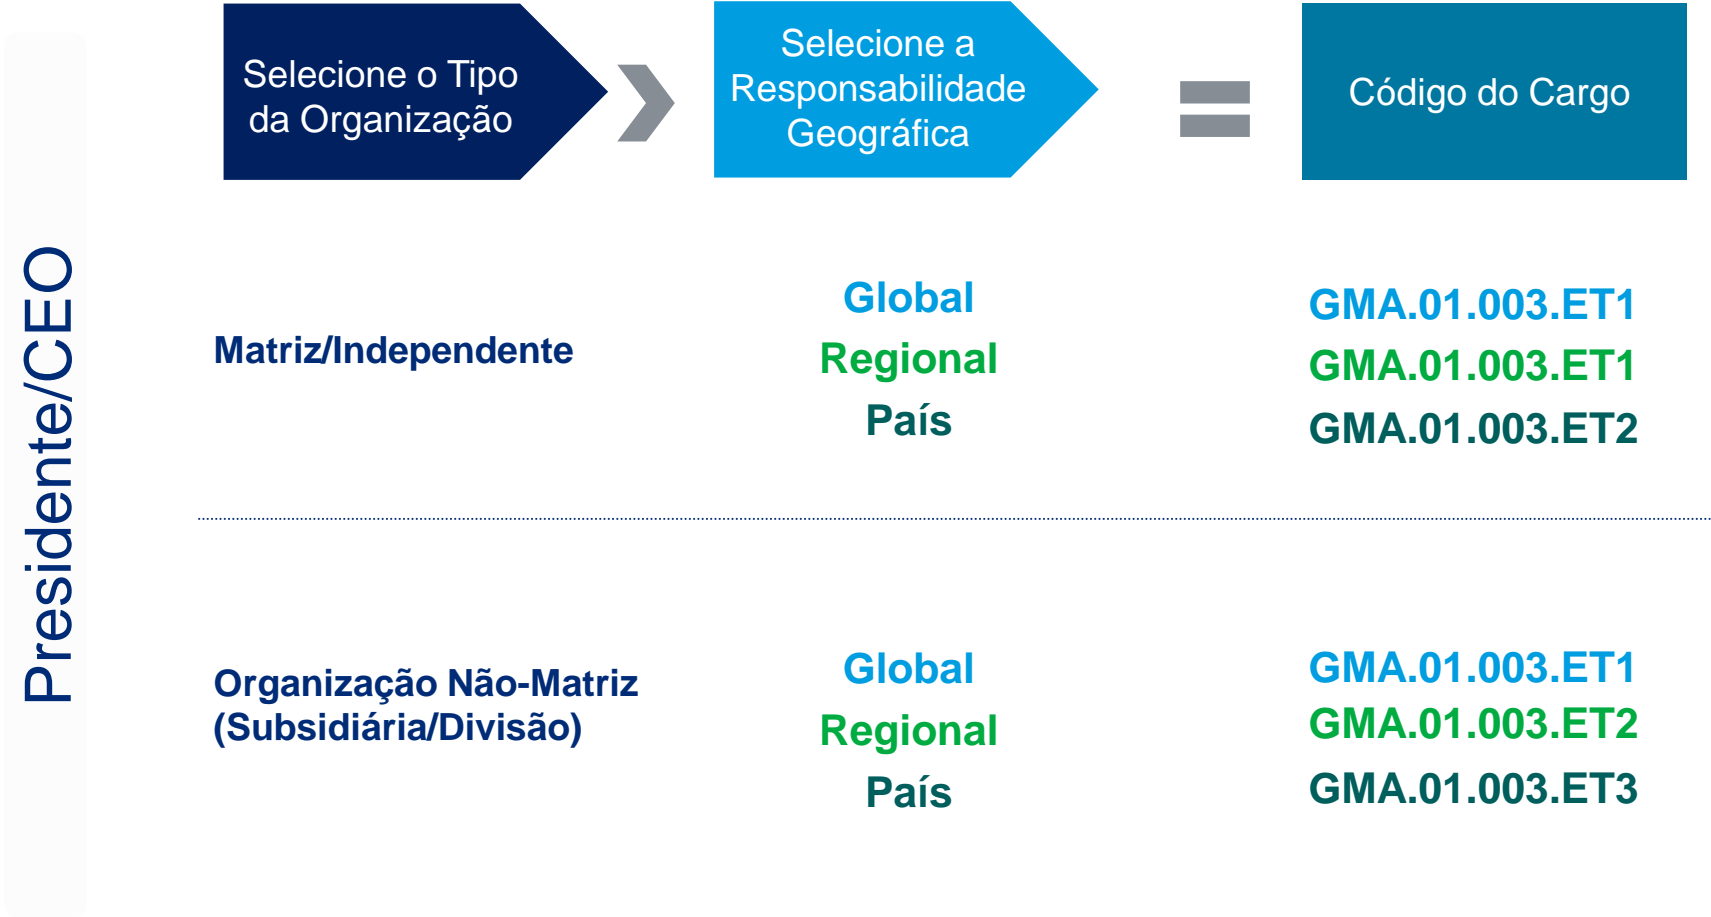 Presidente/CEO
Selecione o Tipo
da Organização
Selecione a
Responsabilidade
Geográfica
Código do Cargo
Matriz/Independente
Global
Regional
País
GMA.01.003.ET1
GMA.01.003.ET1
GMA.01.003.ET2
Organização Não-Matriz
(Subsidiária/Divisão)
Global
Regional
País
GMA.01.003.ET1
GMA.01.003.ET2
GMA.01.003.ET3